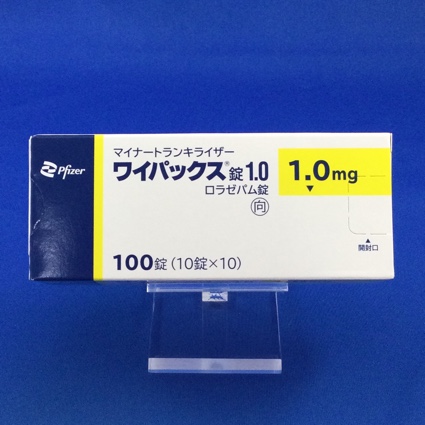 Pfizer
マイナートランキライザー
ワイパックス®錠1.0
ロラゼパム錠
向
1.0mg
▼
▲
開封口
100錠(10錠×10)